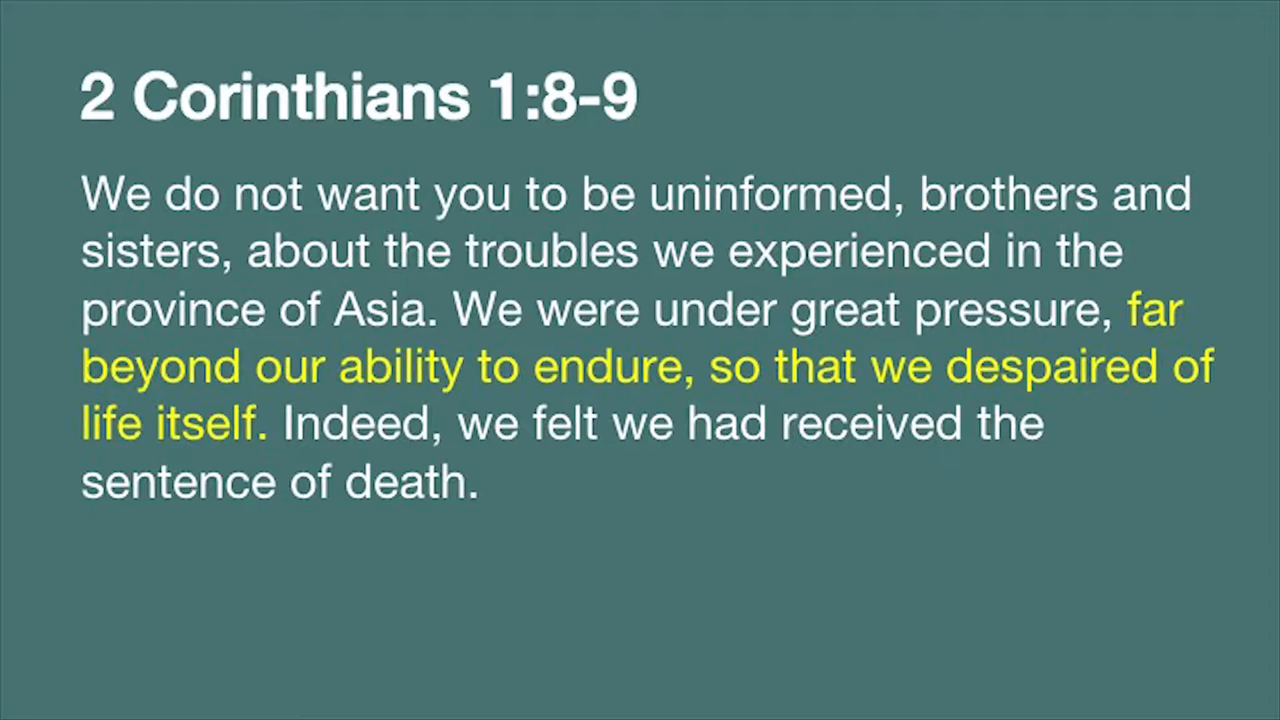 2 Corinthians 1:8-9
We do not want you to be uninformed, brothers and
sisters, about the troubles we experienced in the
province of Asia. We were under great pressure, far
beyond our ability to endure, so that we despaired of
life itself. Indeed, we felt we had received the
sentence of death.